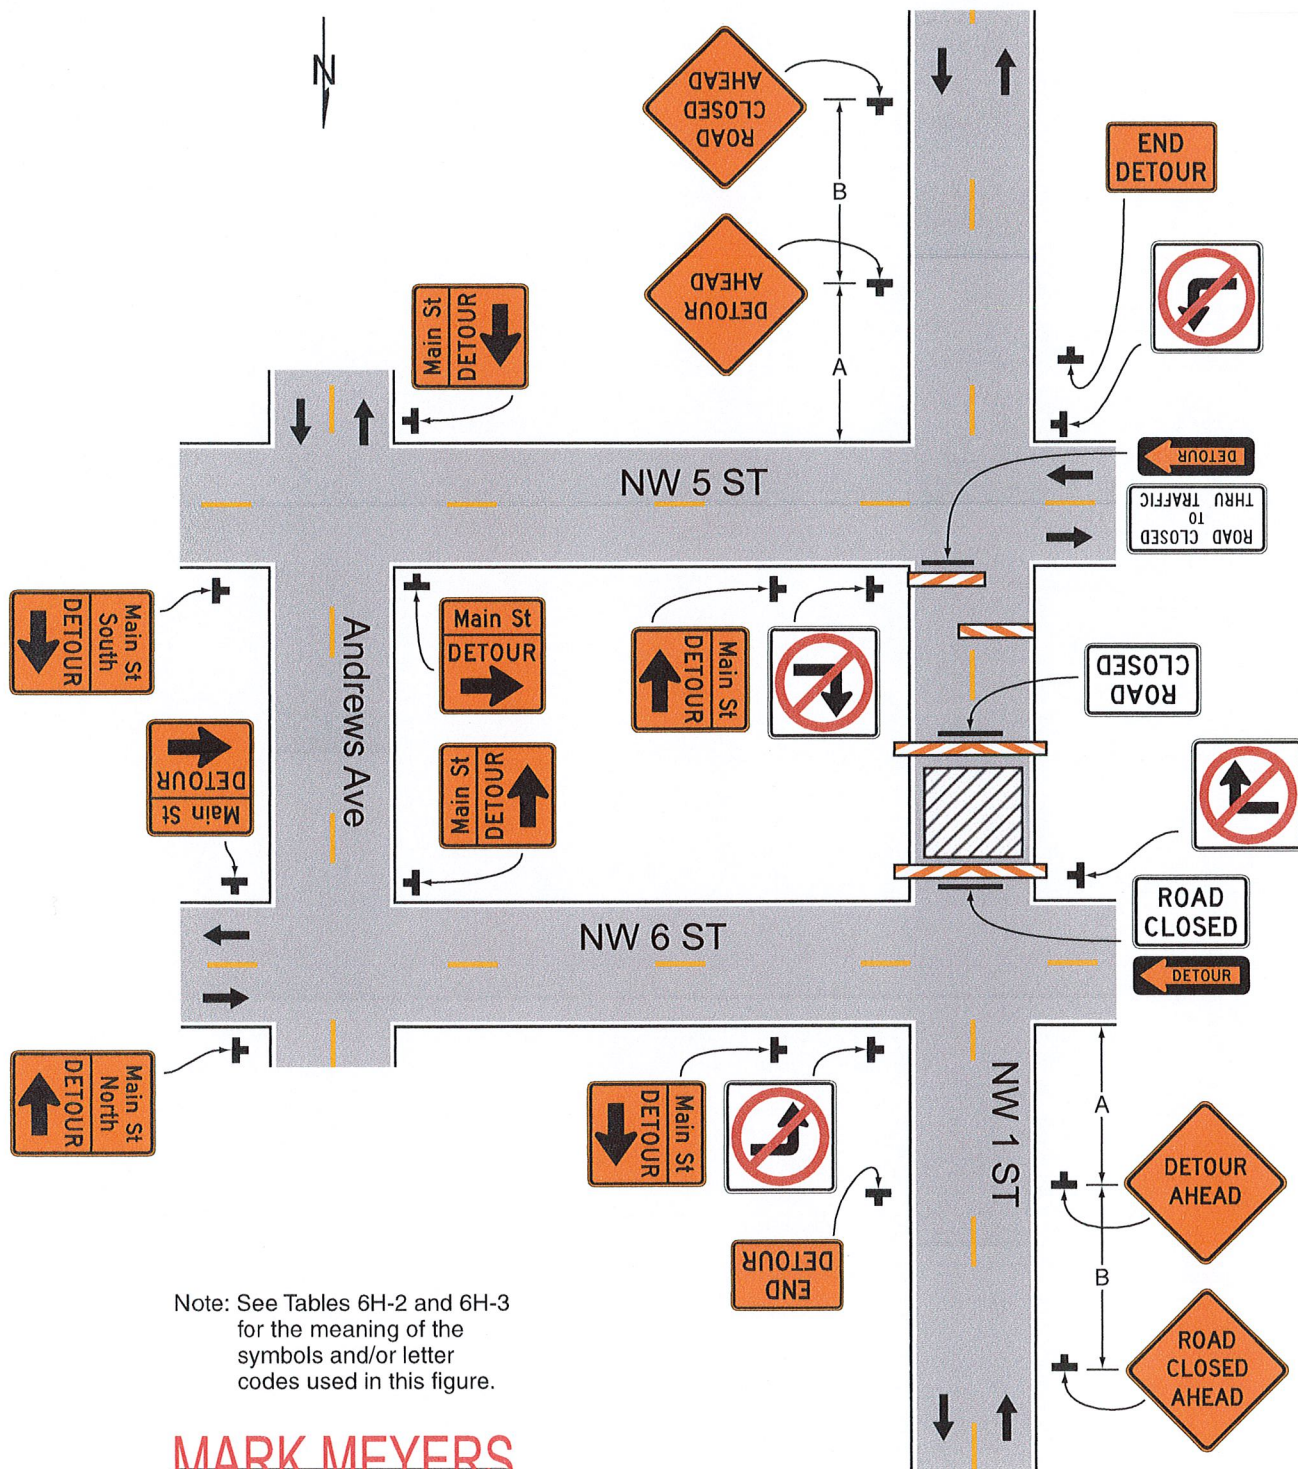 N
ROAD
CLOSED
AHEAD
B
END
DETOUR
DETOUR
AHEAD
A
Main St
DETOUR
NW 5 ST
DETOUR
ROAD CLOSED
TO
THRU TRAFFIC
Main St
South
DETOUR
Main St
DETOUR
Main St
DETOUR
ROAD
CLOSED
Andrews Ave
Main St
DETOUR
Main St
DETOUR
ROAD
CLOSED
NW 6 ST
DETOUR
Main St
North
DETOUR
Main St
DETOUR
NW 1 ST
A
DETOUR
AHEAD
END
DETOUR
B
ROAD
CLOSED
AHEAD
Note: See Tables 6H-2 and 6H-3
for the meaning of the
symbols and/or letter
codes used in this figure.
MARK MEYERS